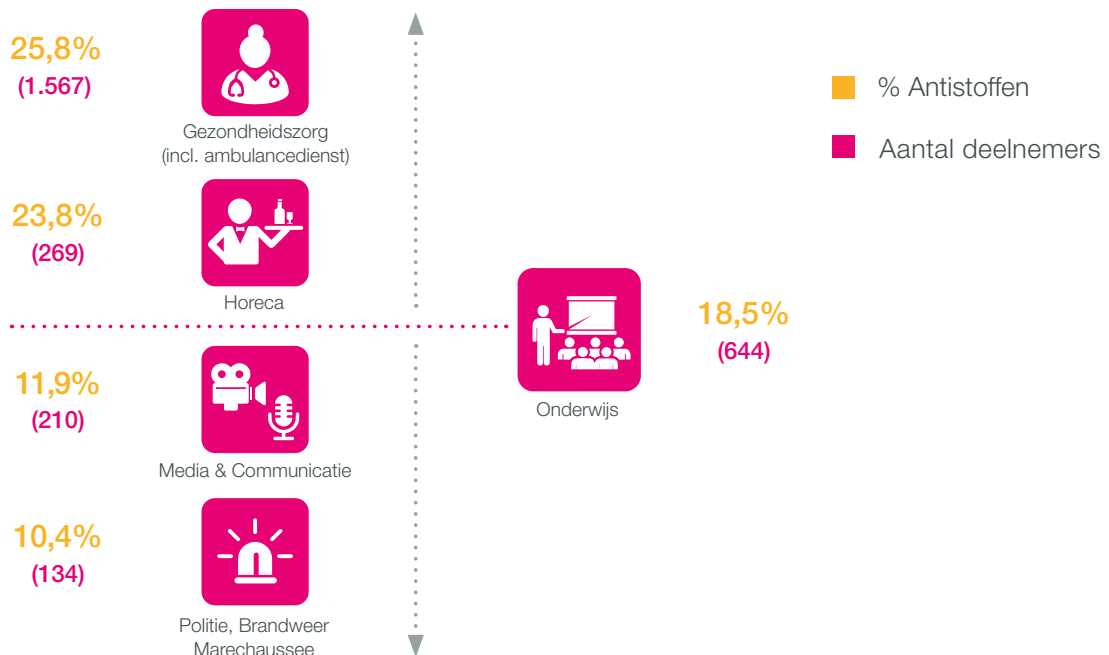 25,8%
(1.567)
Gezondheidszorg
(incl. ambulancedienst)
23,8%
(269)
Horeca
11,9%
(210)
Media & Communicatie
10,4%
(134)
Politie, Brandweer
Marechaussee
Onderwijs
18,5%
(644)
% Antistoffen
Aantal deelnemers